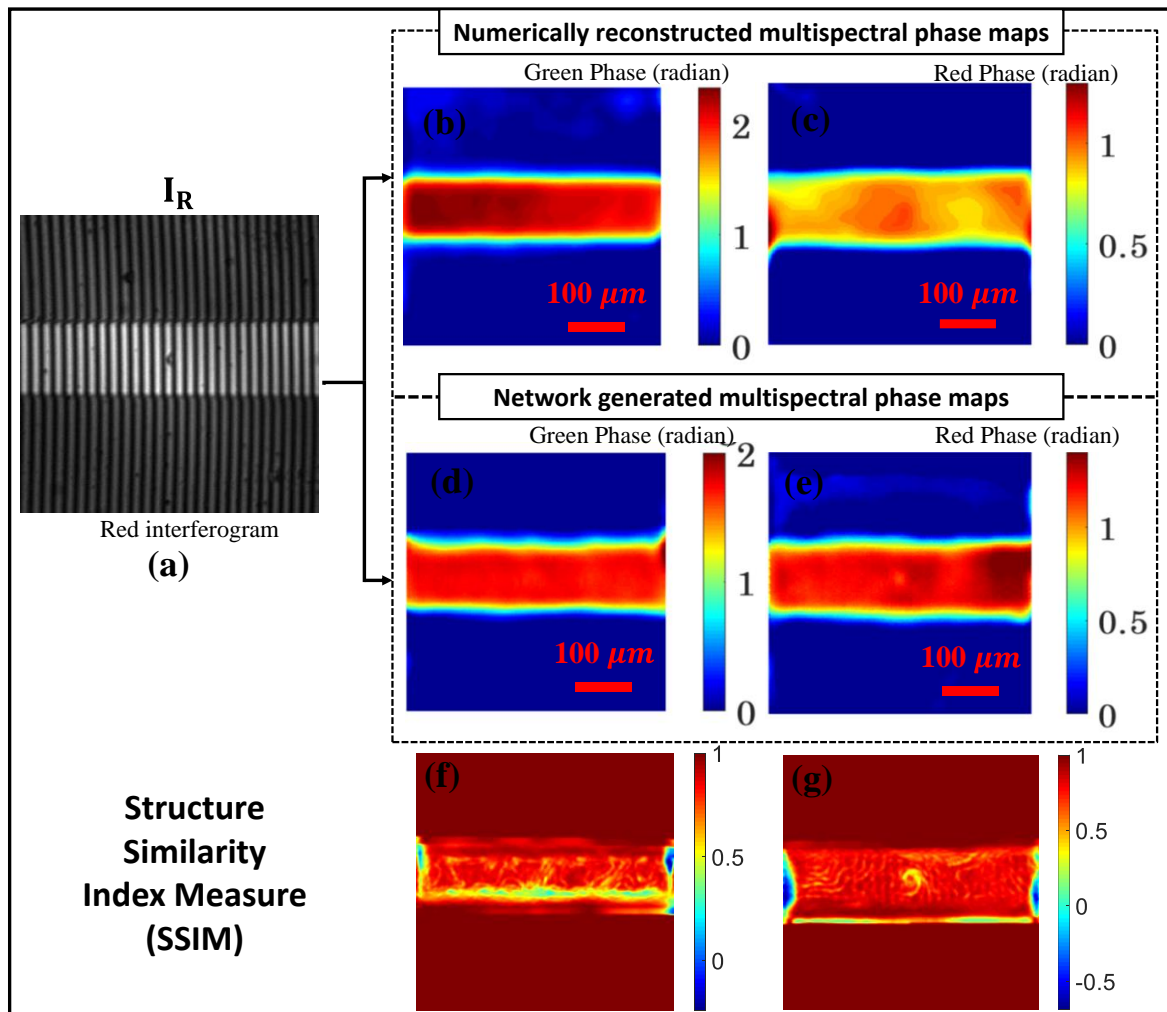 Numerically reconstructed multispectral phase maps
Green Phase (radian)
Red Phase (radian)
(b)
2
1
0
100 μm
(c)
1
0.5
0
100 μm
I_R
Red interferogram
(a)
Network generated multispectral phase maps
Green Phase (radian)
Red Phase (radian)
(d)
2
1
0
100 μm
(e)
1
0.5
0
100 μm
Structure
Similarity
Index Measure
(SSIM)
(f)
1
0.5
0
(g)
1
0.5
0
-0.5